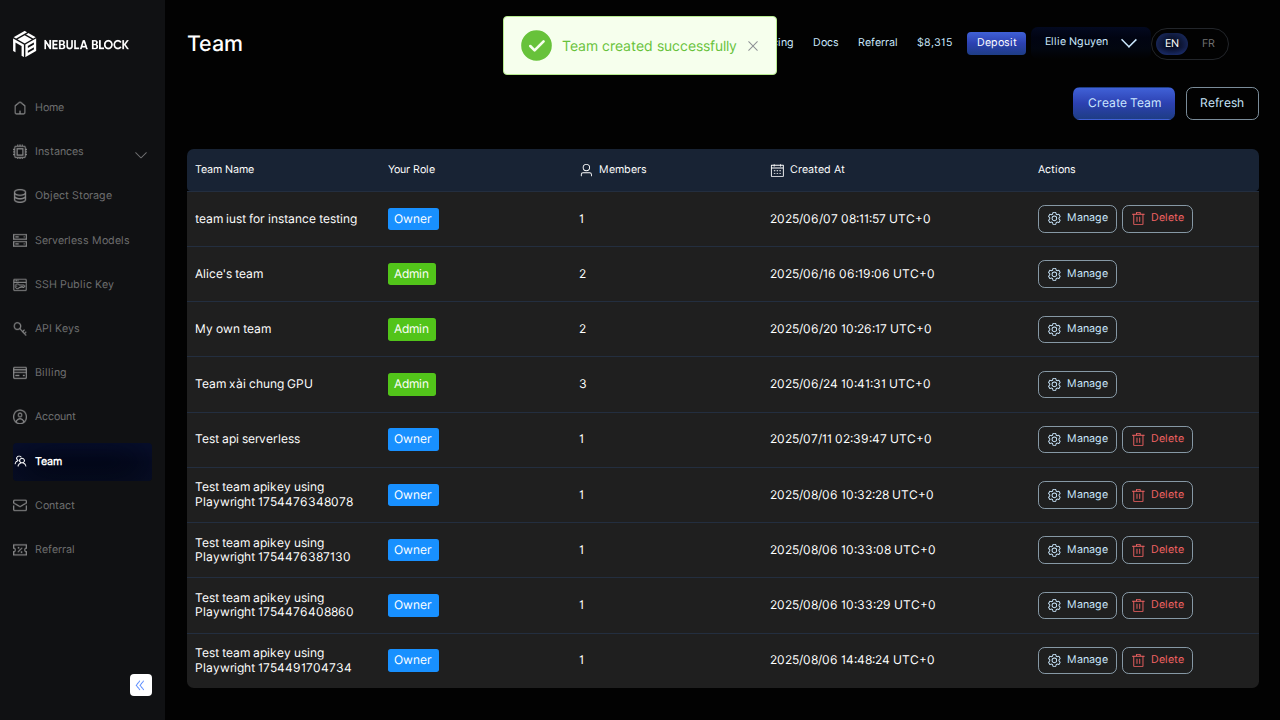 NEBULA BLOCK
Team
Team created successfully
Docs
Referral
$8,315
Deposit
Ellie Nguyen
EN
FR
Home
Instances
Object Storage
Serverless Models
SSH Public Key
API Keys
Billing
Account
Team
Contact
Referral
Create Team
Refresh
Team Name Your Role Members Created At Actions
team iust for instance testing Owner 1 2025/06/07 08:11:57 UTC+0 Manage Delete
Alice's team Admin 2 2025/06/16 06:19:06 UTC+0 Manage
My own team Admin 2 2025/06/20 10:26:17 UTC+0 Manage
Team xài chung GPU Admin 3 2025/06/24 10:41:31 UTC+0 Manage
Test api serverless Owner 1 2025/07/11 02:39:47 UTC+0 Manage Delete
Test team apikey using
Playwright 1754476348078 Owner 1 2025/08/06 10:32:28 UTC+0 Manage Delete
Test team apikey using
Playwright 1754476387130 Owner 1 2025/08/06 10:33:08 UTC+0 Manage Delete
Test team apikey using
Playwright 1754476408860 Owner 1 2025/08/06 10:33:29 UTC+0 Manage Delete
Test team apikey using
Playwright 1754491704734 Owner 1 2025/08/06 14:48:24 UTC+0 Manage Delete